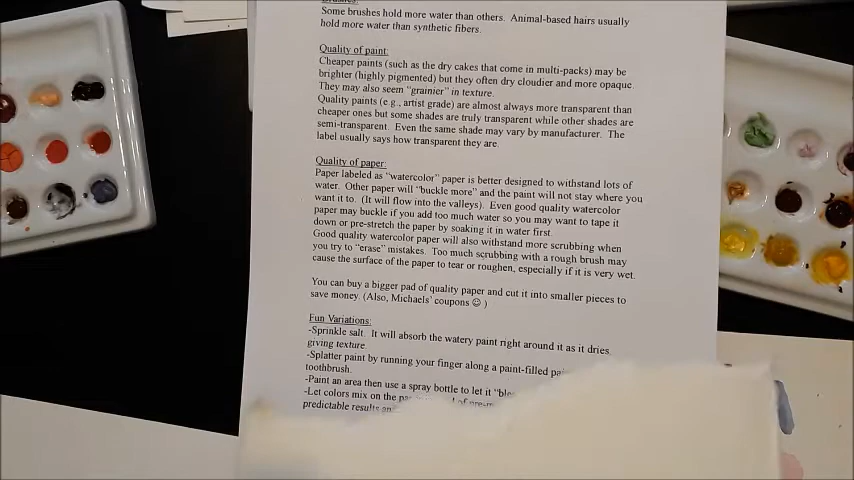 Brushes:
Some brushes hold more water than others. Animal-based hairs usually
hold more water than synthetic fibers.
Quality of paint:
Cheaper paints (such as the dry cakes that come in multi-packs) may be
brighter (highly pigmented) but they often dry cloudier and more opaque.
They may also seem "grainier" in texture.
Quality paints (e.g., artist grade) are almost always more transparent than
cheaper ones but some shades are truly transparent while other shades are
semi-transparent. Even the same shade may vary by manufacturer. The
label usually says how transparent they are.
Quality of paper:
Paper labeled as "watercolor" paper is better designed to withstand lots of
water. Other paper will "buckle more" and the paint will not stay where you
want it to. (It will flow into the valleys). Even good quality watercolor
paper may buckle if you add too much water so you may want to tape it
down or pre-stretch the paper by soaking it in water first.
Good quality watercolor paper will also withstand more scrubbing when
you try to "erase" mistakes. Too much scrubbing with a rough brush may
cause the surface of the paper to tear or roughen, especially if it is very wet.
You can buy a bigger pad of quality paper and cut it into smaller pieces to
save money. (Also, Michaels' coupons ☺ )
Fun Variations:
-Sprinkle salt. It will absorb the watery paint right around it as it dries,
giving texture.
-Splatter paint by running your finger along a paint-filled
toothbrush.
-Paint an area then use a spray bottle to let it
-Let colors mix on the of
predictable results